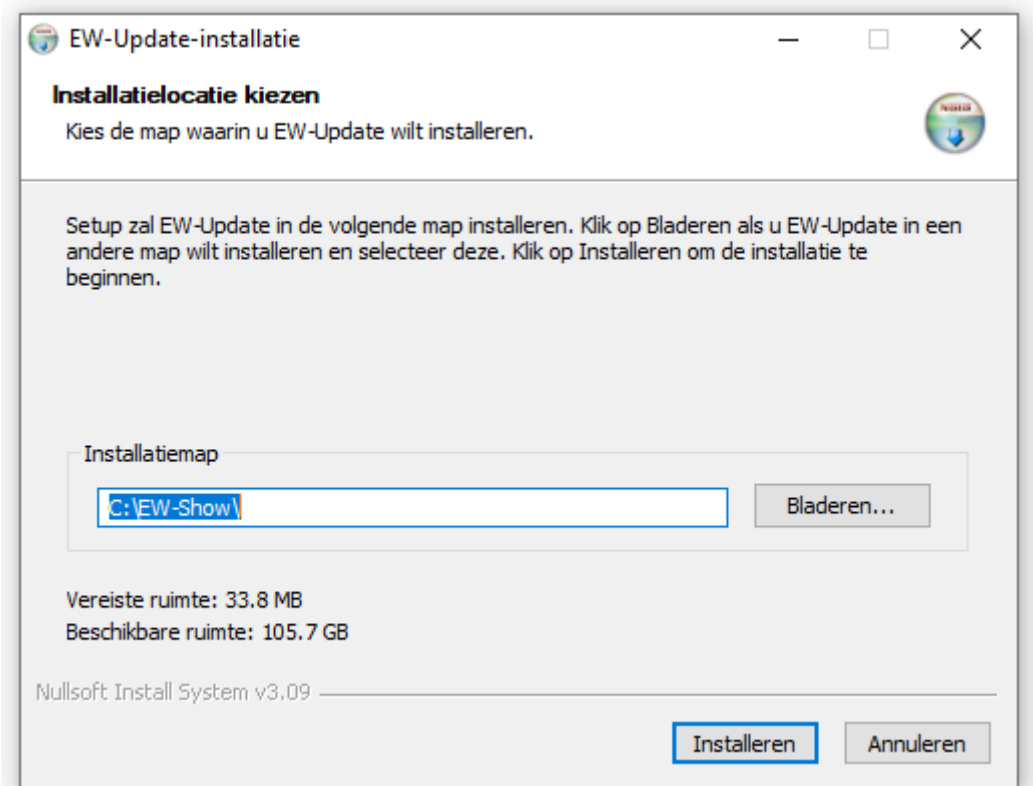 EW-Update-installatie
Installatielocatie kiezen
Kies de map waarin u EW-Update wilt installeren.
Setup zal EW-Update in de volgende map installeren. Klik op Bladeren als u EW-Update in een
andere map wilt installeren en selecteer deze. Klik op Installeren om de installatie te
beginnen.
Installatiemap
C:\EW-Show\
Bladeren...
Vereiste ruimte: 33.8 MB
Beschikbare ruimte: 105.7 GB
Nullsoft Install System v3.09
Installeren
Annuleren